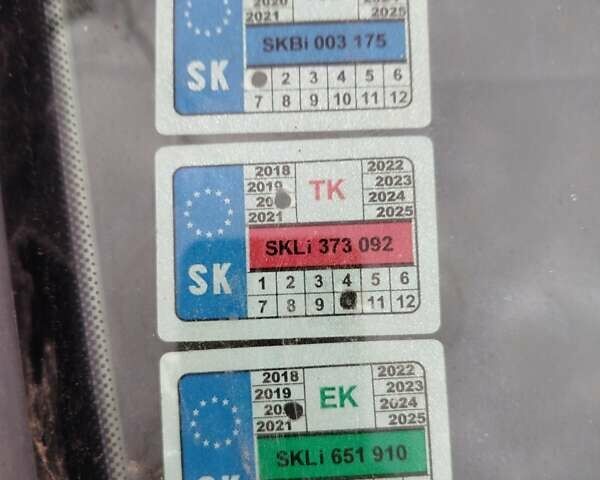 2021 2025
SKBi 003 175
SK
2 3 4 5 6
7 8 9 10 11 12
2018 TK 2022
2019 2023
2024
2021 2025
SKLi 373 092
SK
1 2 3 4 5 6
7 8 9 11 12
2018 EK 2022
2019 2023
2024
2021 2025
SKLi 651 910